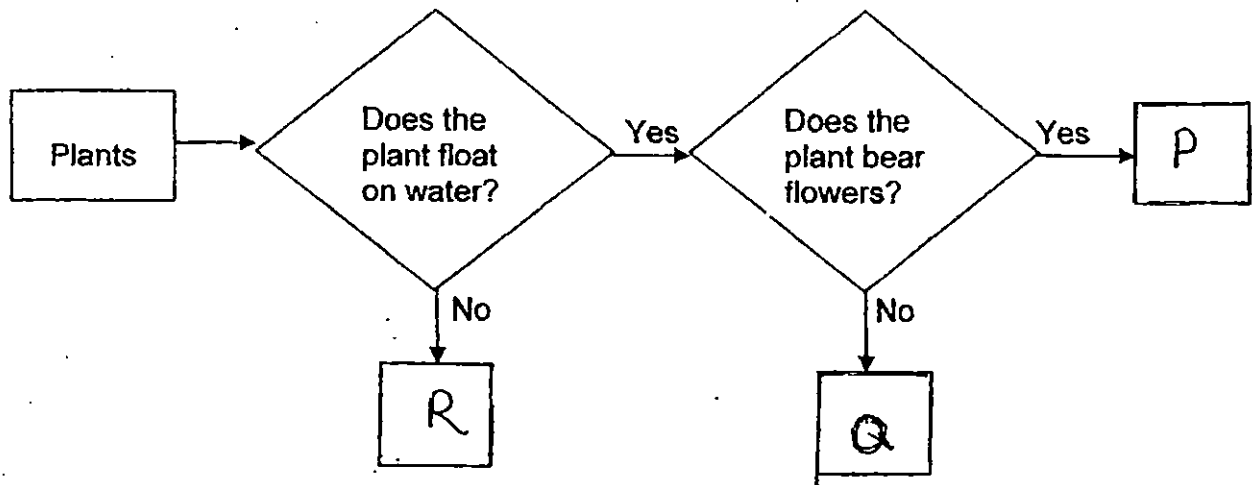 Plants
Does the
plant float
on water?
Yes
Does the
plant bear
flowers?
Yes
P
No
R
No
Q